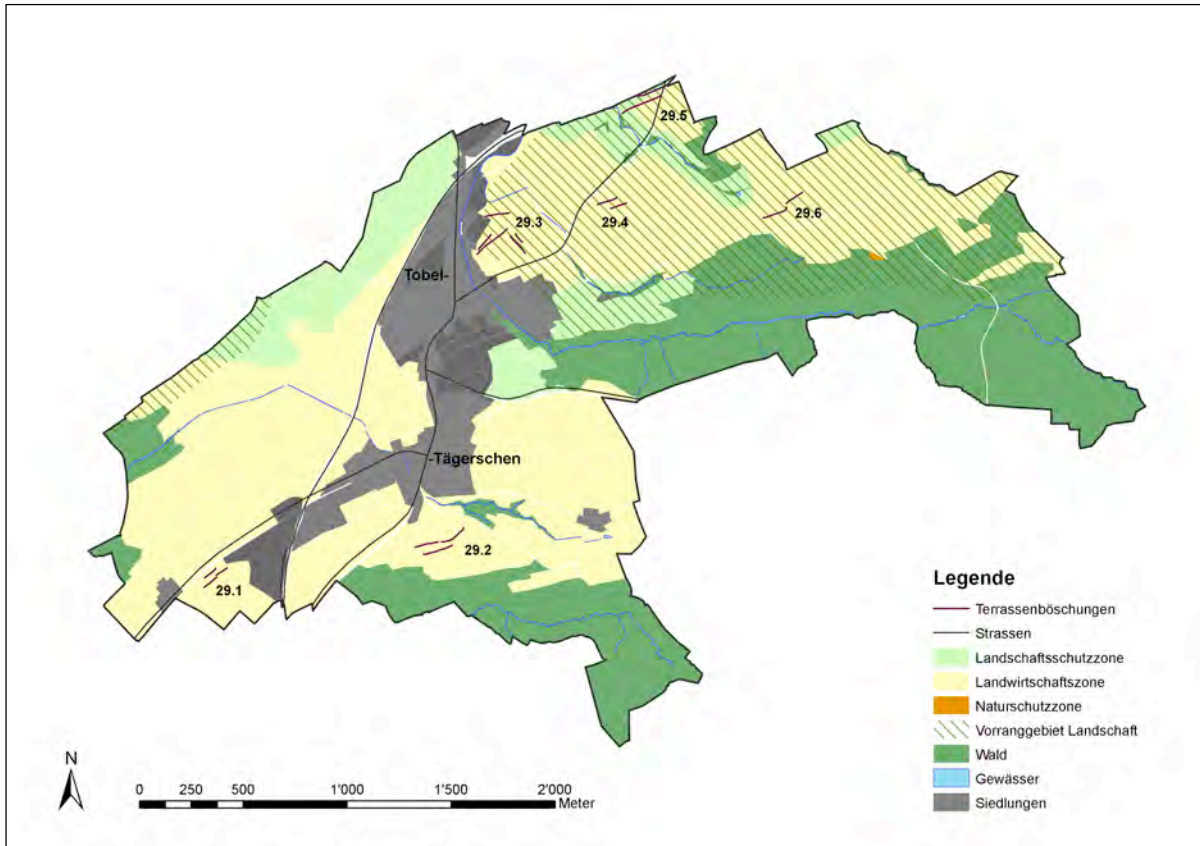 29.5
29.3
29.4
29.6
Tobel-
-Tägerschen
29.2
29.1
Legende
Terrassenböschungen
Strassen
Landschaftsschutzzone
Landwirtschaftszone
Naturschutzzone
Vorranggebiet Landschaft
Wald
Gewässer
Siedlungen
N
0 250 500 1'000 1'500 2'000
Meter